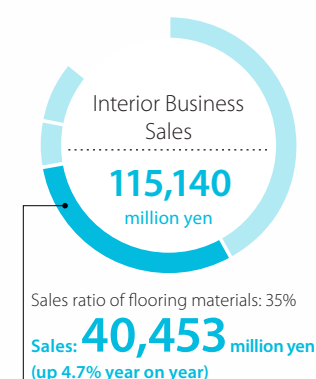 Interior Business
Sales
115,140
million yen
Sales ratio of flooring materials: 35%
Sales: 40,453 million yen
(up 4.7% year on year)